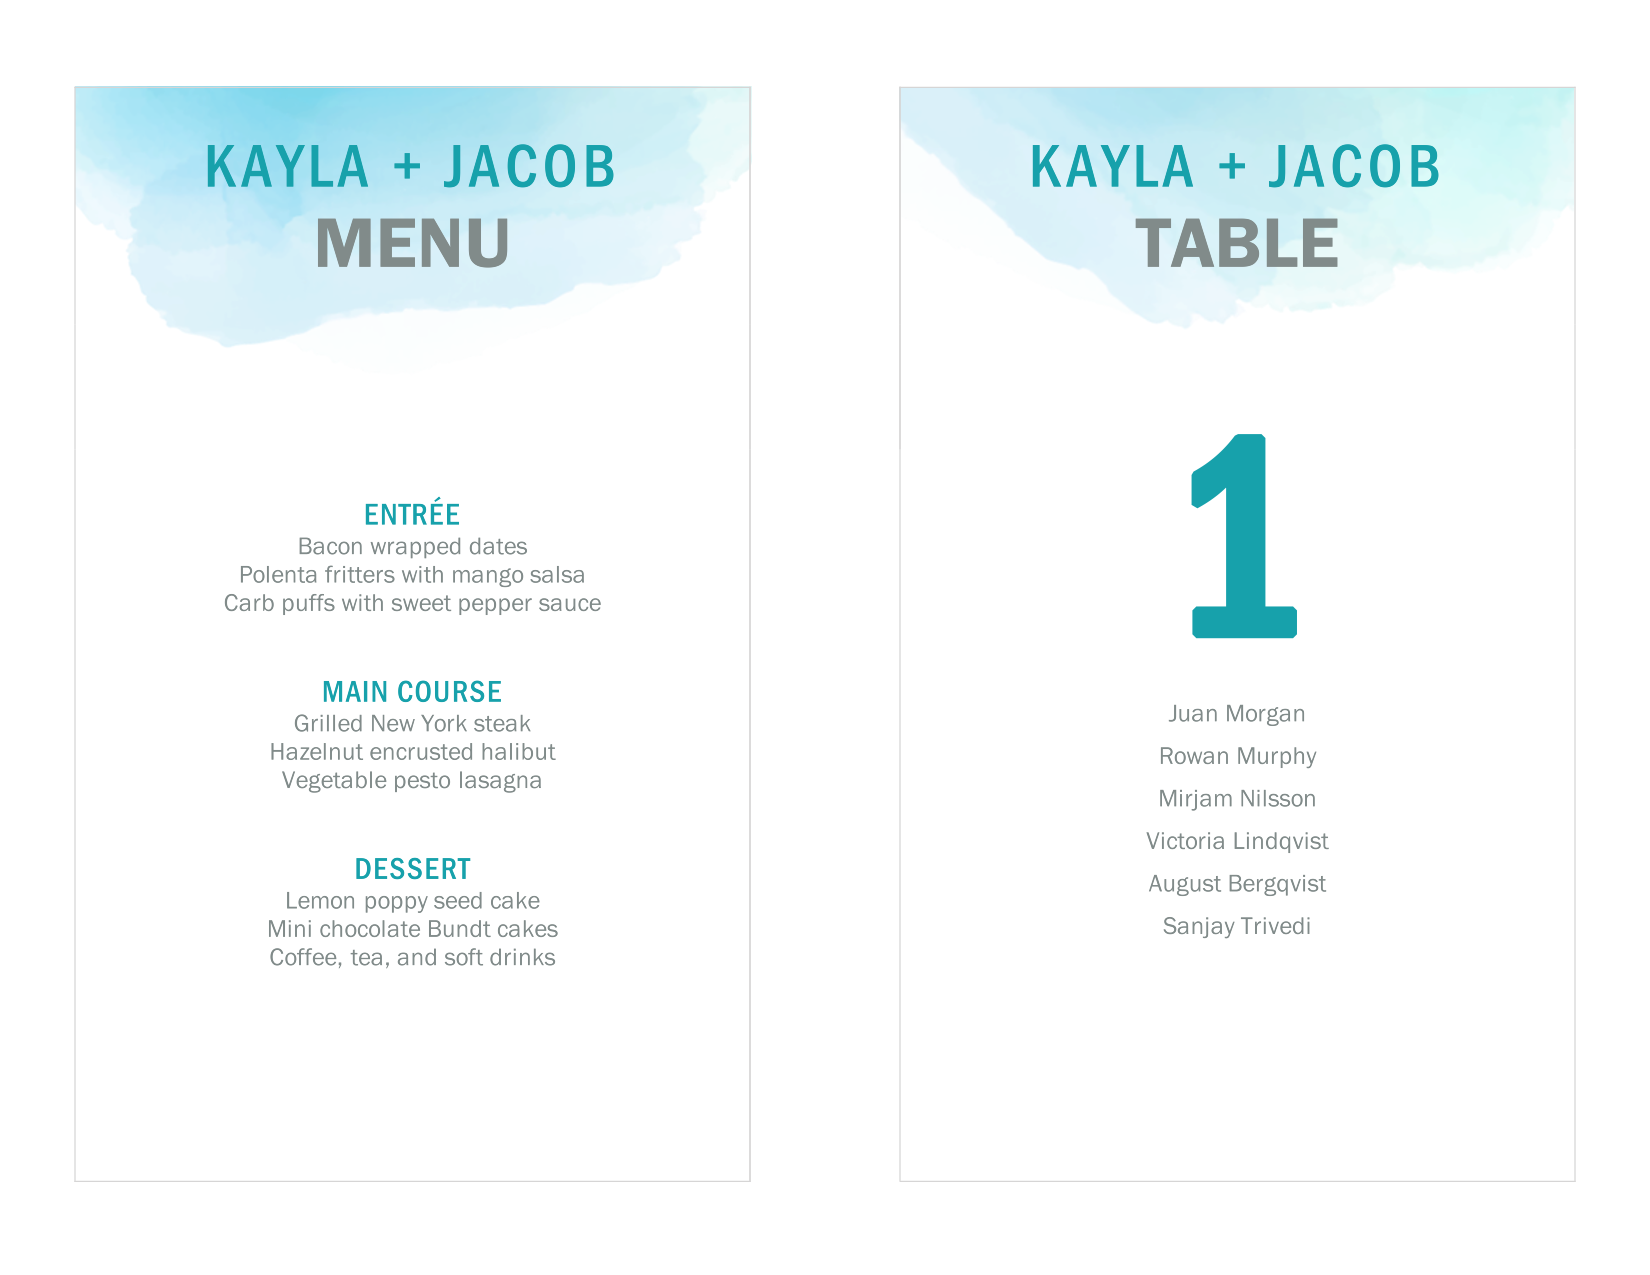 KAYLA + JACOB
MENU
ENTRÉE
Bacon wrapped dates
Polenta fritters with mango salsa
Carb puffs with sweet pepper sauce
MAIN COURSE
Grilled New York steak
Hazelnut encrusted halibut
Vegetable pesto lasagna
DESSERT
Lemon poppy seed cake
Mini chocolate Bundt cakes
Coffee, tea, and soft drinks
KAYLA + JACOB
TABLE
1
Juan Morgan
Rowan Murphy
Mirjam Nilsson
Victoria Lindqvist
August Bergqvist
Sanjay Trivedi